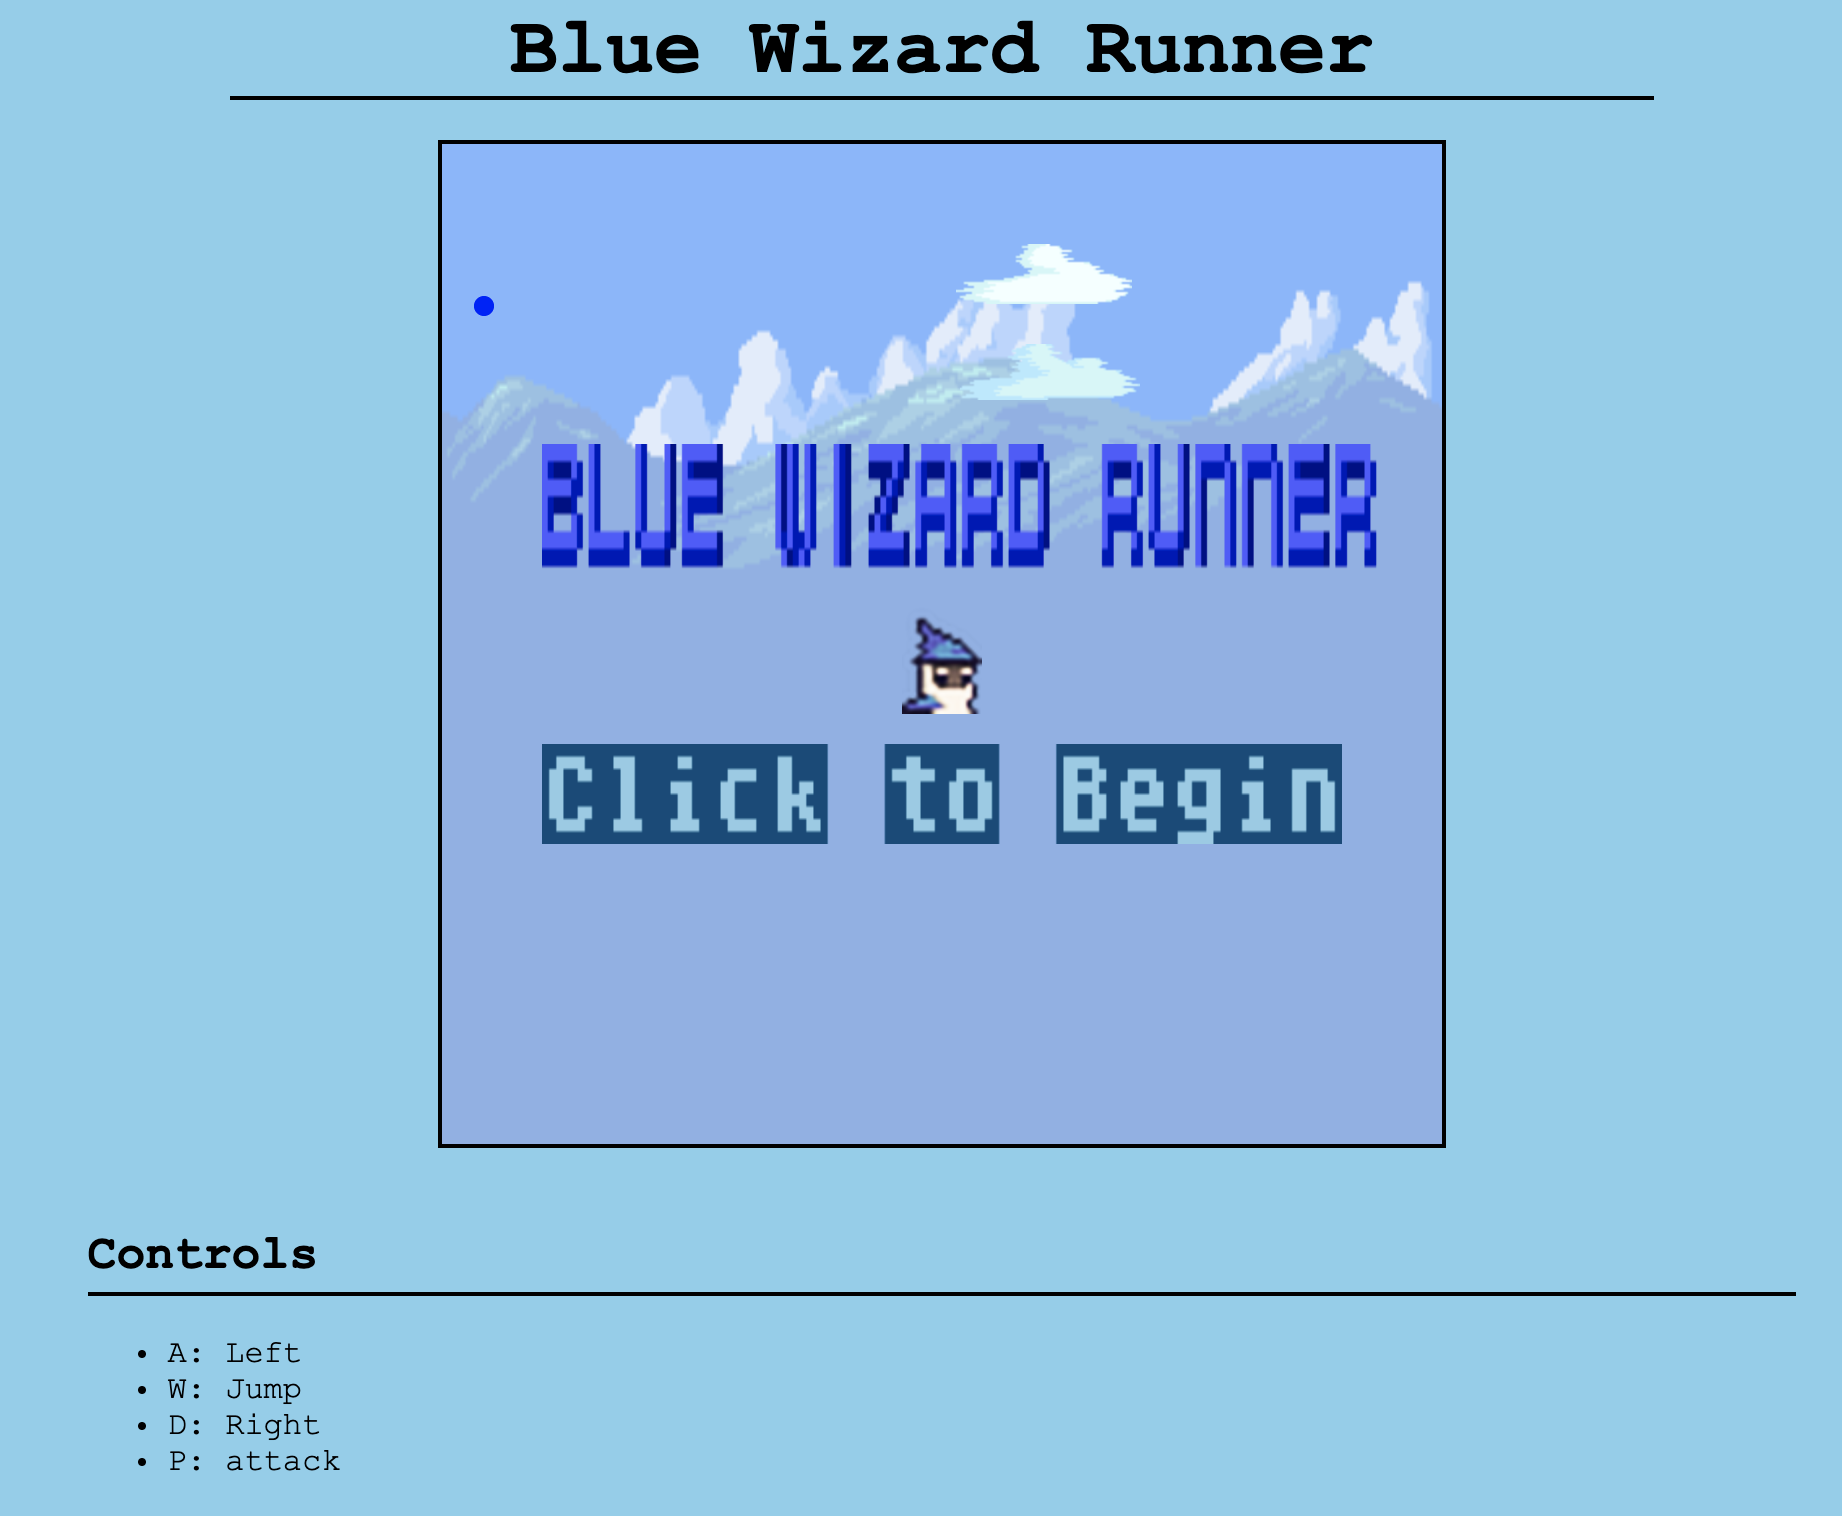 Blue Wizard Runner
BLUE WIZARD RUNNER
Click to Begin
Controls
A: Left
W: Jump
D: Right
P: attack